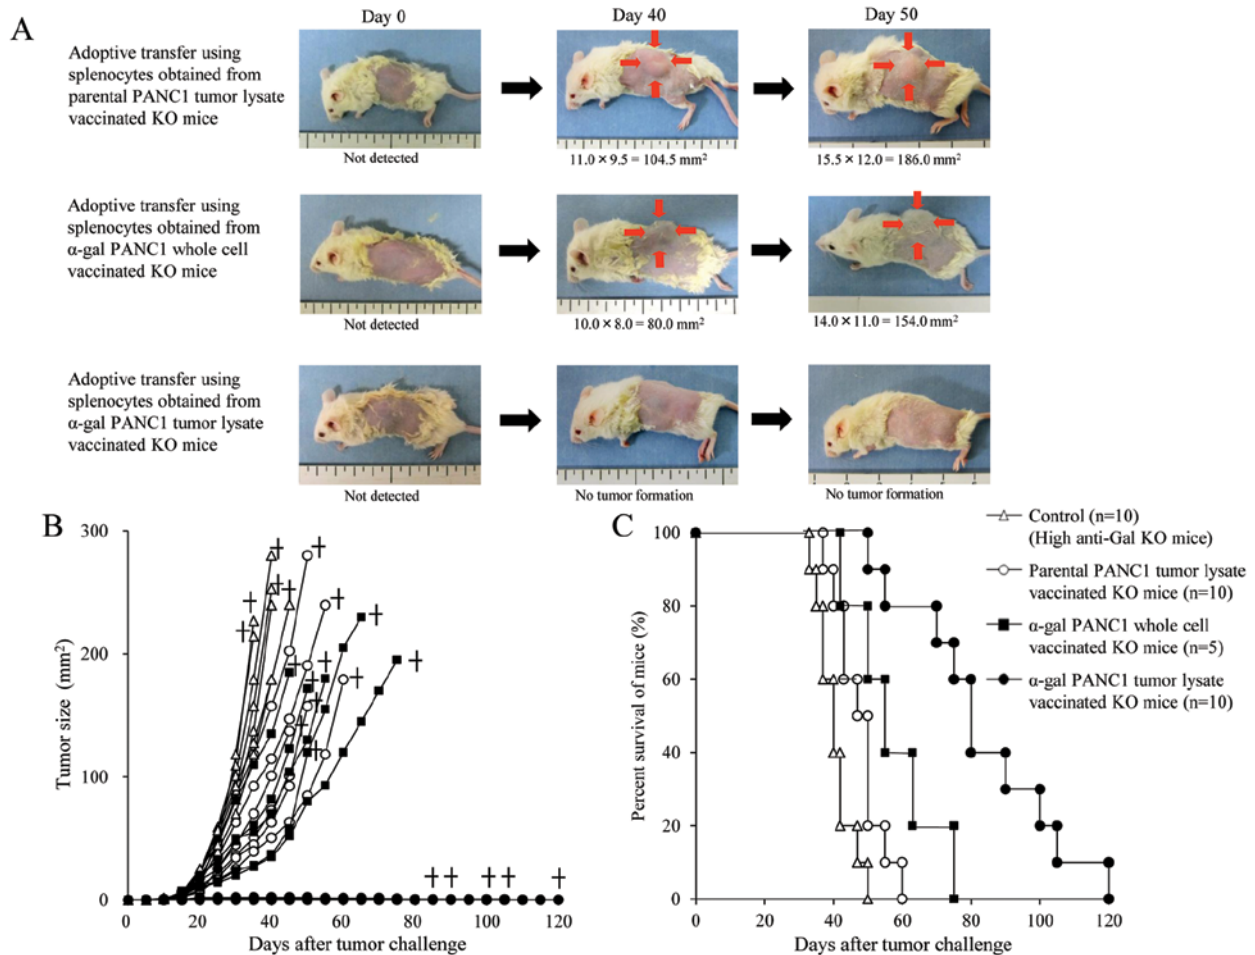 A
Day 0
Day 40
Day 50
Adoptive transfer using
splenocytes obtained from
parental PANC1 tumor lysate
vaccinated KO mice
Not detected
11.0 × 9.5 = 104.5 mm²
15.5 × 12.0 = 186.0 mm²
Adoptive transfer using
splenocytes obtained from
α-gal PANC1 whole cell
vaccinated KO mice
Not detected
10.0 × 8.0 = 80.0 mm²
14.0 × 11.0 = 154.0 mm²
Adoptive transfer using
splenocytes obtained from
α-gal PANC1 tumor lysate
vaccinated KO mice
Not detected
No tumor formation
No tumor formation
B
Tumor size (mm²)
300
200
100
0
0 20 40 60 80 100 120
Days after tumor challenge
C
Percent survival of mice (%)
100
80
60
40
20
0
0 20 40 60 80 100 120
Days after tumor challenge
Control (n=10)
(High anti-Gal KO mice)
Parental PANC1 tumor lysate
vaccinated KO mice (n=10)
α-gal PANC1 whole cell
vaccinated KO mice (n=5)
α-gal PANC1 tumor lysate
vaccinated KO mice (n=10)